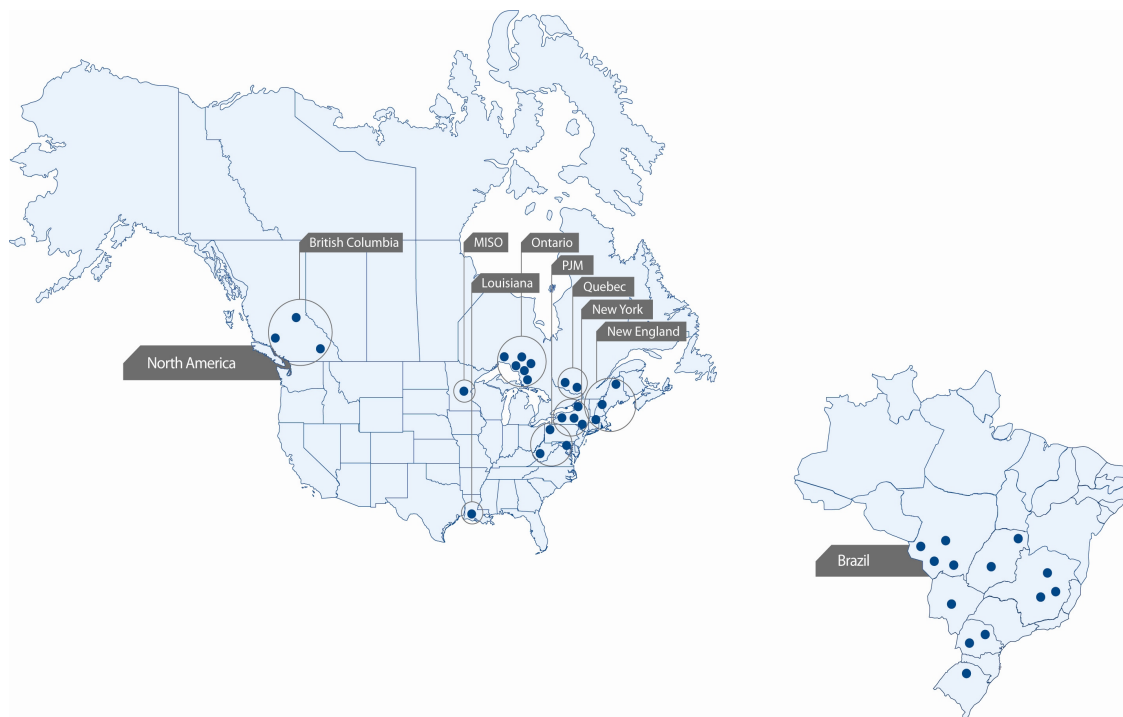 British Columbia
MISO
Ontario
PJM
Louisiana
Quebec
New York
New England
North America
Brazil